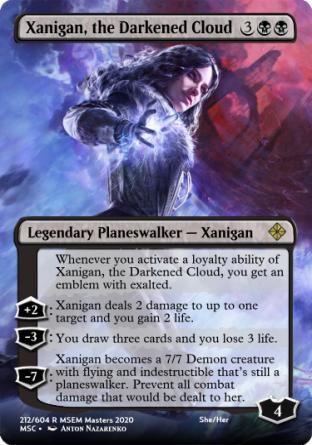 Xanigan, the Darkened Cloud 3
Legendary Planeswalker — Xanigan
Whenever you activate a loyalty ability of
Xanigan, the Darkened Cloud, you get an
emblem with exalted.
+2: Xanigan deals 2 damage to up to one
target and you gain 2 life.
-3: You draw three cards and you lose 3 life.
Xanigan becomes a 7/7 Demon creature
-7: with flying and indestructible that's still a
planeswalker. Prevent all combat
damage that would be dealt to her.
4
212/604 R MSEM Masters 2020 She/Her
MSC • Anton Nazarenko